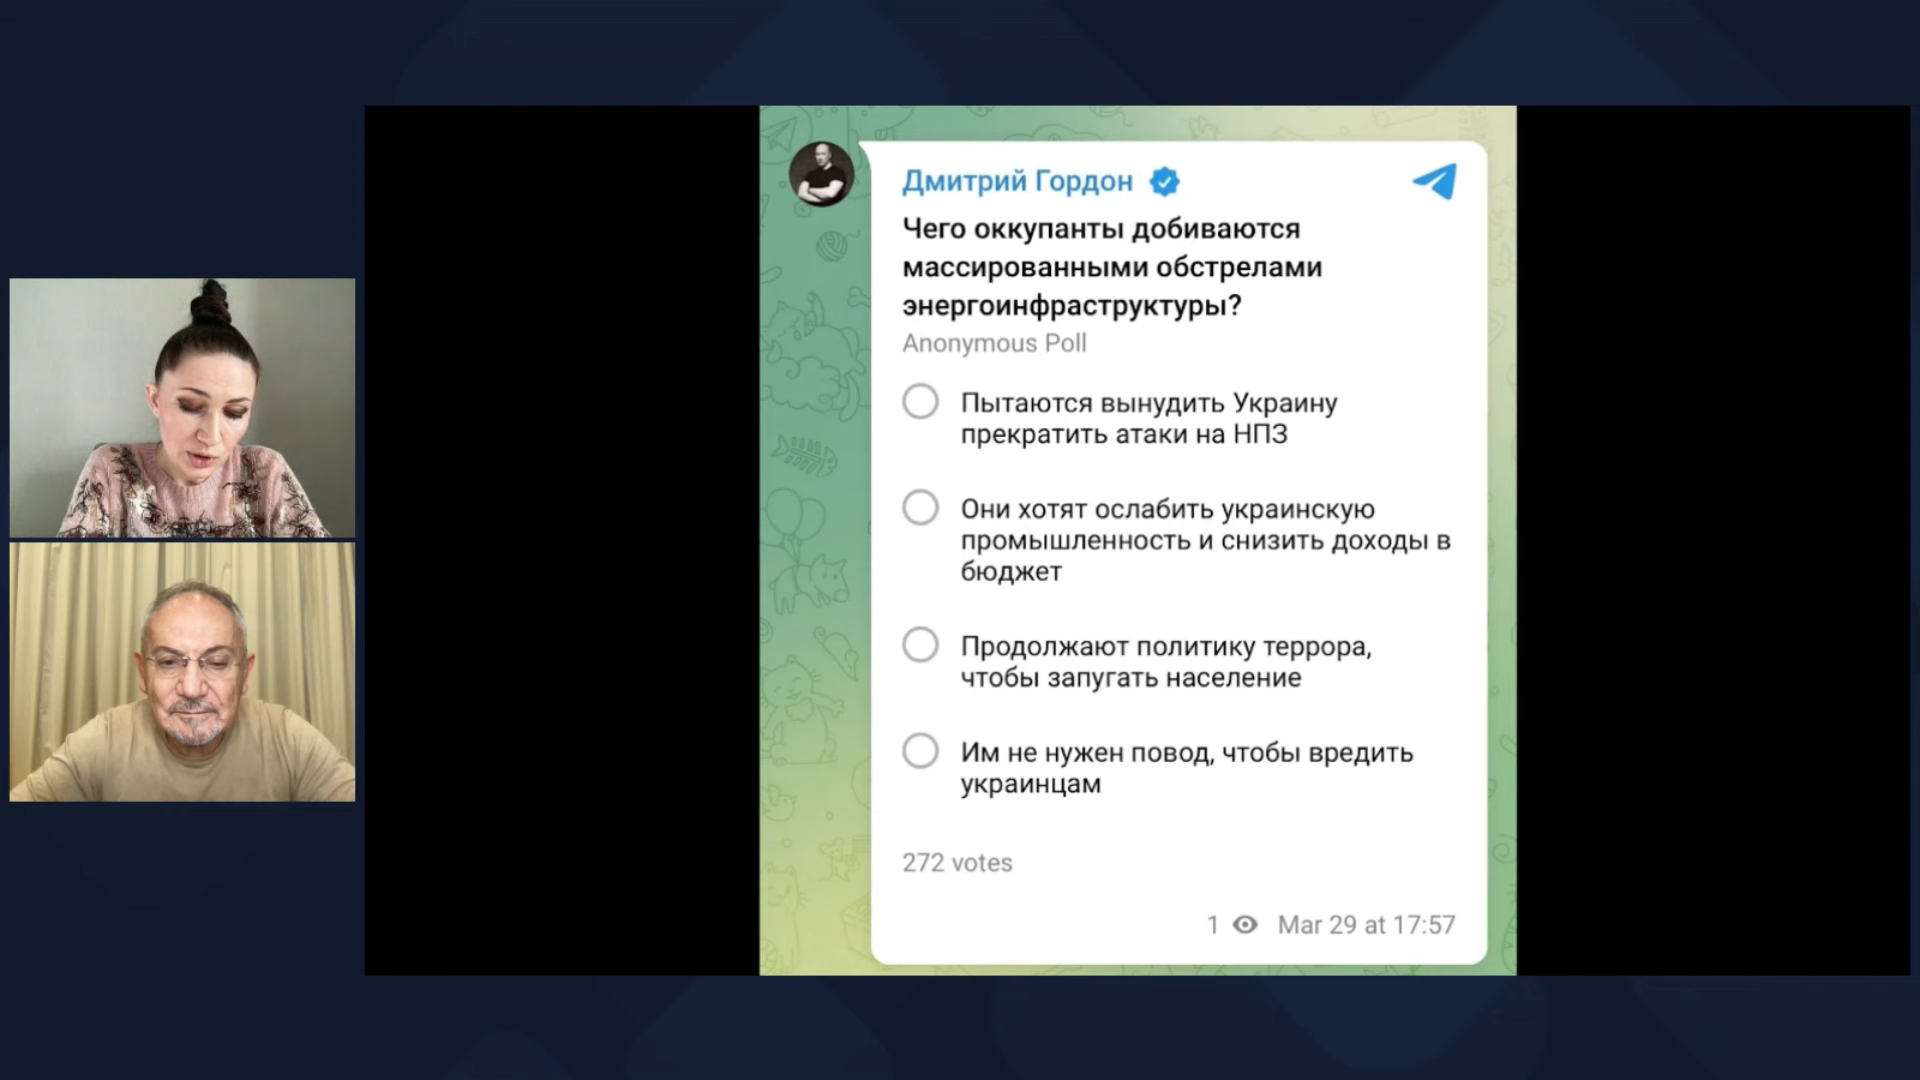 Дмитрий Гордон
Чего оккупанты добиваются
массированными обстрелами
энергоинфраструктуры?
Anonymous Poll
Пытаются вынудить Украину
прекратить атаки на НПЗ
Они хотят ослабить украинскую
промышленность и снизить доходы в
бюджет
Продолжают политику террора,
чтобы запугать население
Им не нужен повод, чтобы вредить
украинцам
272 votes
1 Mar 29 at 17:57